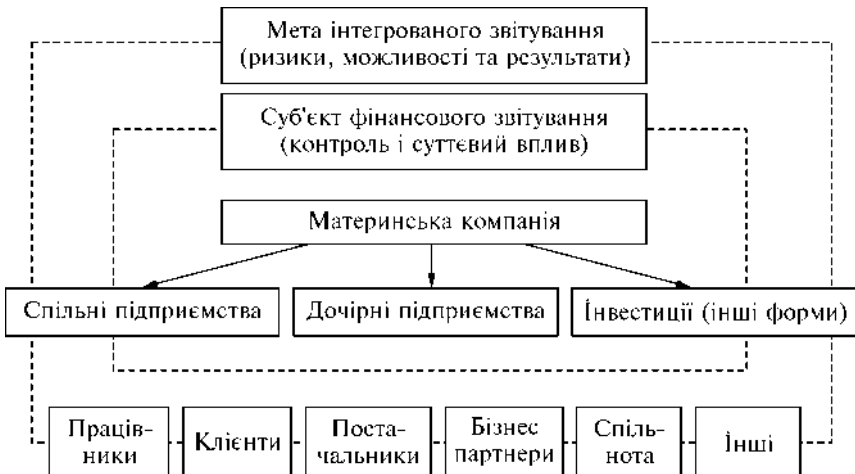 Мета інтегрованого звітування
(ризики, можливості та результати)
Суб'єкт фінансового звітування
(контроль і суттєвий вплив)
Материнська компанія
Спільні підприємства
Дочірні підприємства
Інвестиції (інші форми)
Праців-
ники
Клієнти
Поста-
чальники
Бізнес
партнери
Спіль-
нота
Інші